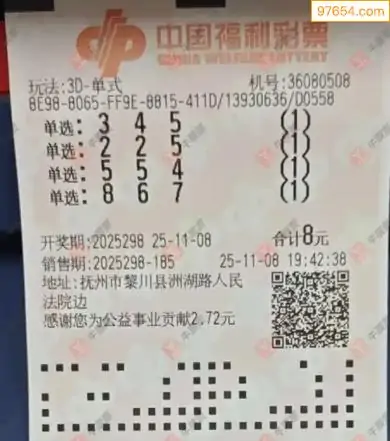 97654.com
中国福利彩票
CHINA WELFARE LOTTERY
玩法:3D-单式 机号:36080508
8E98-8065-FF9E-8815-411D/13930636/D0558
单选: 3 4 5 (1)
单选: 2 2 5 (1)
单选: 5 5 4 (1)
单选: 8 6 7 (1)
开奖期:2025298 25-11-08 合计8元
销售期:2025298-185 25-11-08 19:42:38
地址:抚州市黎川县洲湖路人民
法院边
感谢您为公益事业贡献2.72元